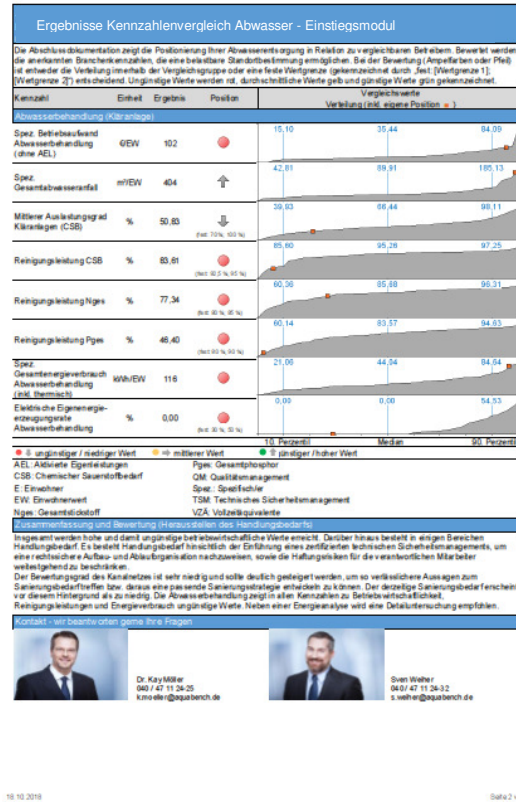 Ergebnisse Kennzahlenvergleich Abwasser - Einstiegsmodul
Die Abschlussdokumentation zeigt die Positionierung Ihrer Abwasserentsorgung in Relation zu vergleichbaren Betreibern. Bewertet werden
die anerkannten Branchenkennzahlen, die eine belastbare Standortbestimmung ermöglichen. Bei der Bewertung (Ampelfarben oder Pfeil)
ist entweder die Verteilung innerhalb der Vergleichsgruppe oder eine feste Wertgrenze (gekennzeichnet durch „fest: [Wertgrenze 1];
[Wertgrenze 2]") entscheidend. Ungünstige Werte werden rot, durchschnittliche Werte gelb und günstige Werte grün gekennzeichnet.
Kennzahl Einheit Ergebnis Position Vergleichswerte
Verteilung (inkl. eigene Position )
Abwasserbehandlung (Kläranlage)
Spez. Betriebsaufwand
Abwasserbehandlung
(ohne AEL)
€/EW 102 15,10 35,44 84,09
Spez.
Gesamtabwasseranfall
m³/EW 404 42,81 89,91 185,13
Mittlerer Auslastungsgrad
Kläranlagen (CSB)
% 50,83 (fest: 70 %; 100 %) 39,93 66,44 98,11
Reinigungsleistung CSB % 83,61 (fest: 92,5 %; 95 %) 85,60 95,28 97,25
Reinigungsleistung Nges % 77,34 60,36 85,88 96,31
Reinigungsleistung Pges % 46,40 60,14 83,57 94,63
Spez.
Gesamtenergieverbrauch
Abwasserbehandlung
(inkl. thermisch)
kWh/EW 116 21,06 44,04 84,64
Elektrische Eigenenergie-
erzeugungsrate
Abwasserbehandlung
% 0,00 0,00 0,00 54,53
10. Perzentil Median 90. Perzentil
ungünstiger / niedriger Wert mittlerer Wert günstiger / hoher Wert
AEL: Aktivierte Eigenleistungen Pges: Gesamtphosphor
CSB: Chemischer Sauerstoffbedarf QM: Qualitätsmanagement
E: Einwohner Spez.: Spezifisch/er
EW: Einwohnerwert TSM: Technisches Sicherheitsmanagement
Nges: Gesamtstickstoff VZÄ: Vollzeitäquivalente
Zusammenfassung und Bewertung (Herausstellen des Handlungsbedarfs)
Insgesamt werden hohe und damit ungünstige betriebswirtschaftliche Werte erreicht. Darüber hinaus besteht in einigen Bereichen
Handlungsbedarf. Es besteht Handlungsbedarf hinsichtlich der Einführung eines zertifizierten technischen Sicherheitsmanagements, um
eine rechtssichere Aufbau- und Ablauforganisation nachzuweisen, sowie die Haftungsrisiken für die verantwortlichen Mitarbeiter
weitestgehend zu beschränken.
Der Bewertungsgrad des Kanalnetzes ist sehr niedrig und sollte deutlich gesteigert werden, um so verlässlichere Aussagen zum
Sanierungsbedarf treffen bzw. daraus eine passende Sanierungsstrategie entwickeln zu können. Der derzeitige Sanierungsbedarf erscheint
vor diesem Hintergrund als zu niedrig. Die Abwasserbehandlung zeigt in allen Kennzahlen zu Betriebswirtschaftlichkeit,
Reinigungsleistungen und Energieverbrauch ungünstige Werte. Neben einer Energieanalyse wird eine Detailuntersuchung empfohlen.
Kontakt - wir beantworten gerne Ihre Fragen
Dr. Kay Möller
040 / 47 11 24-25
k.moeller@aquabench.de
Sven Weiher
040 / 47 11 24-32
s.weiher@aquabench.de
18.10.2018 Seite 2